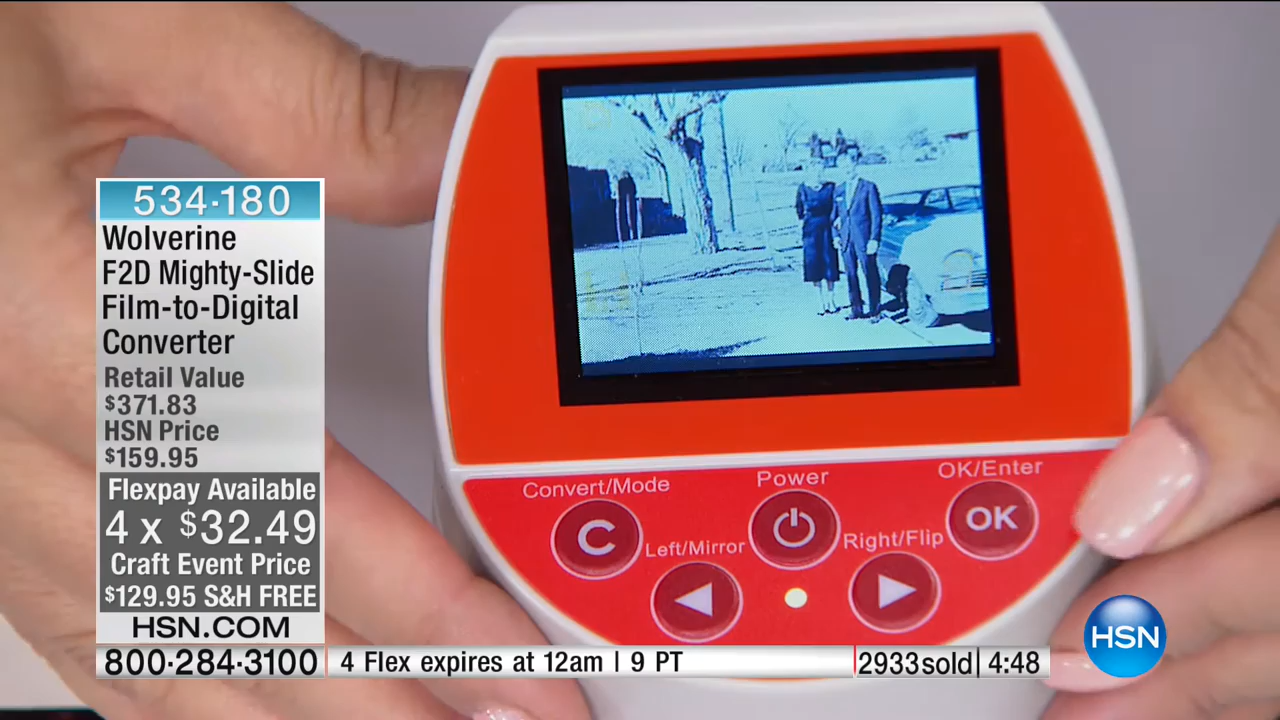 534·180
Wolverine
F2D Mighty-Slide
Film-to-Digital
Converter
Retail Value
$371.83
HSN Price
$159.95
Flexpay Available
4 x $32.49
Craft Event Price
$129.95 S&H FREE
HSN.COM
800·284·3100
4 Flex expires at 12am | 9 PT
2933sold | 4:48
HSN
Convert/Mode
Power
OK/Enter
C
OK
Left/Mirror
Right/Flip